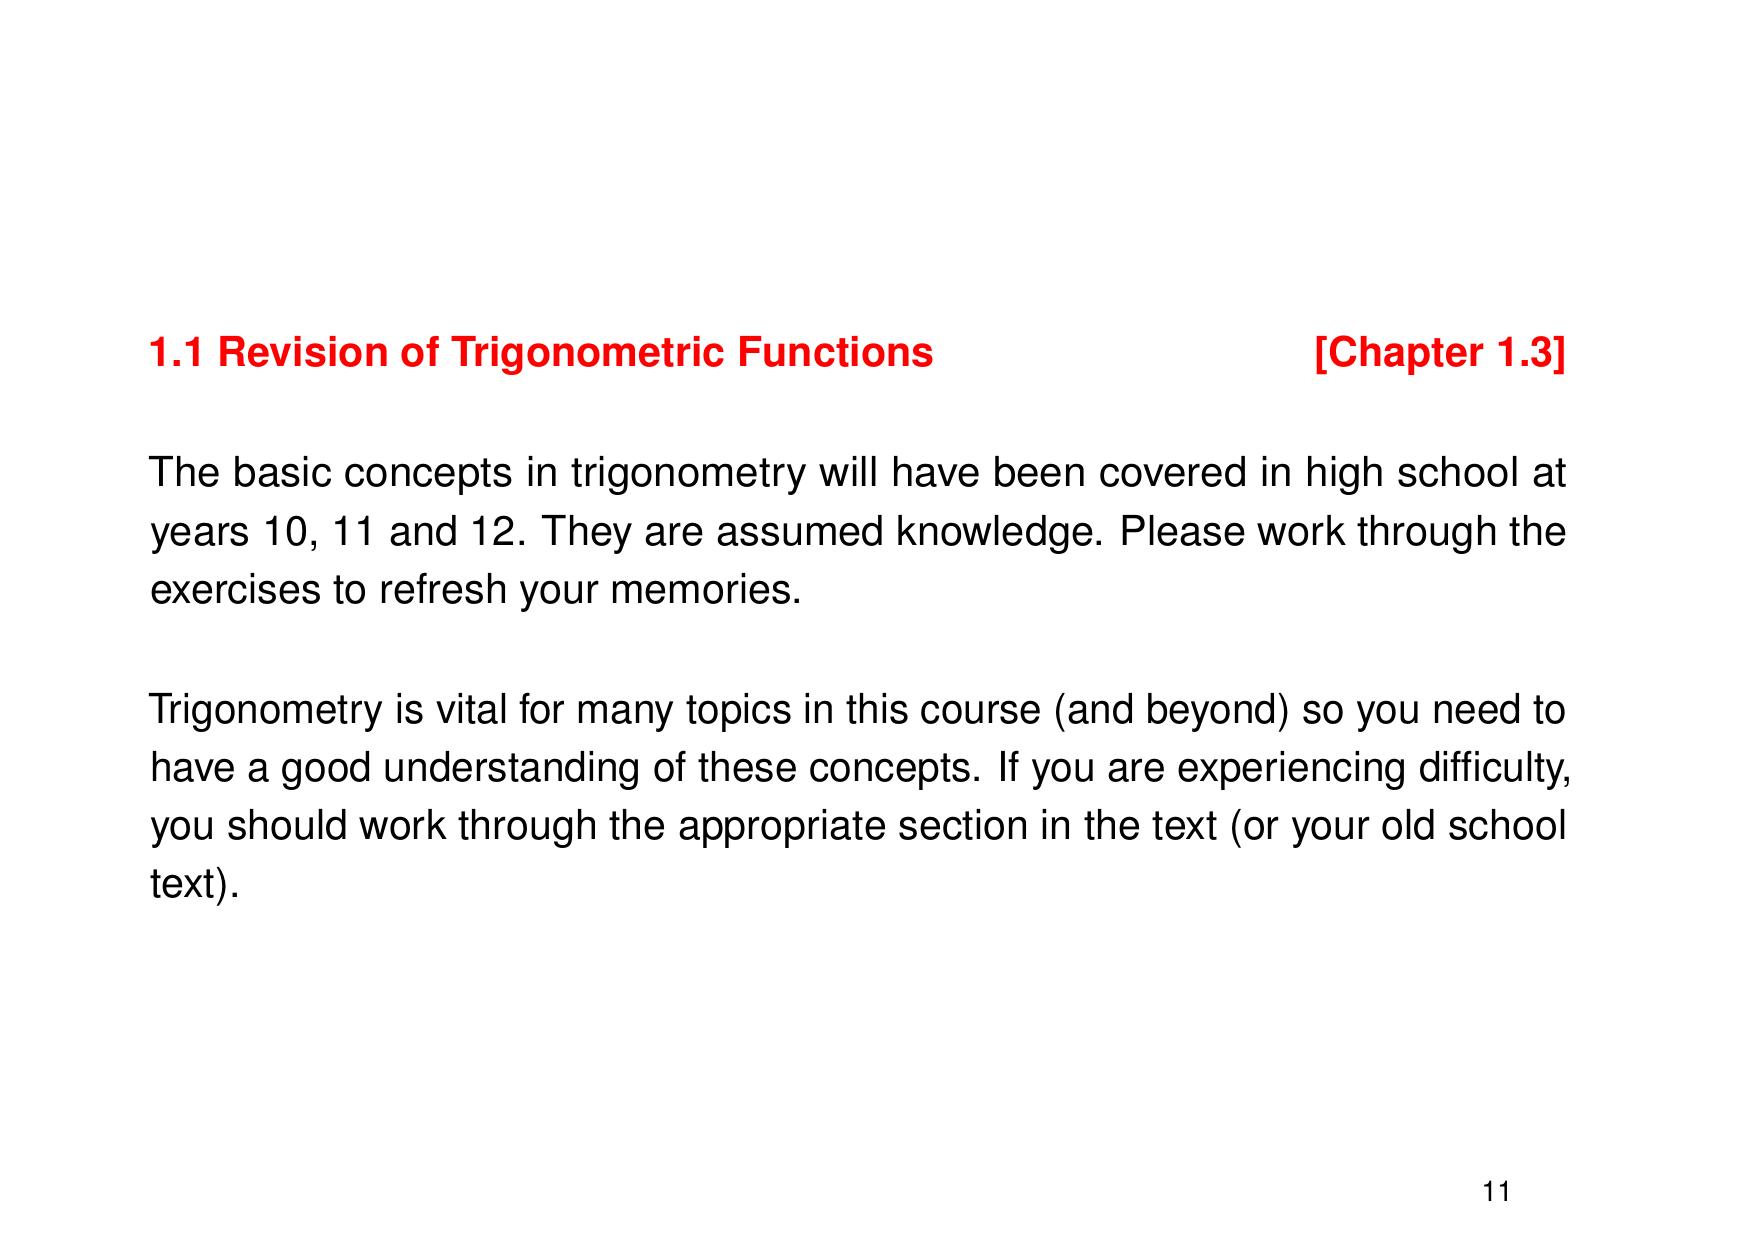 1.1 Revision of Trigonometric Functions [Chapter 1.3]
The basic concepts in trigonometry will have been covered in high school at
years 10, 11 and 12. They are assumed knowledge. Please work through the
exercises to refresh your memories.
Trigonometry is vital for many topics in this course (and beyond) so you need to
have a good understanding of these concepts. If you are experiencing difficulty,
you should work through the appropriate section in the text (or your old school
text).
11